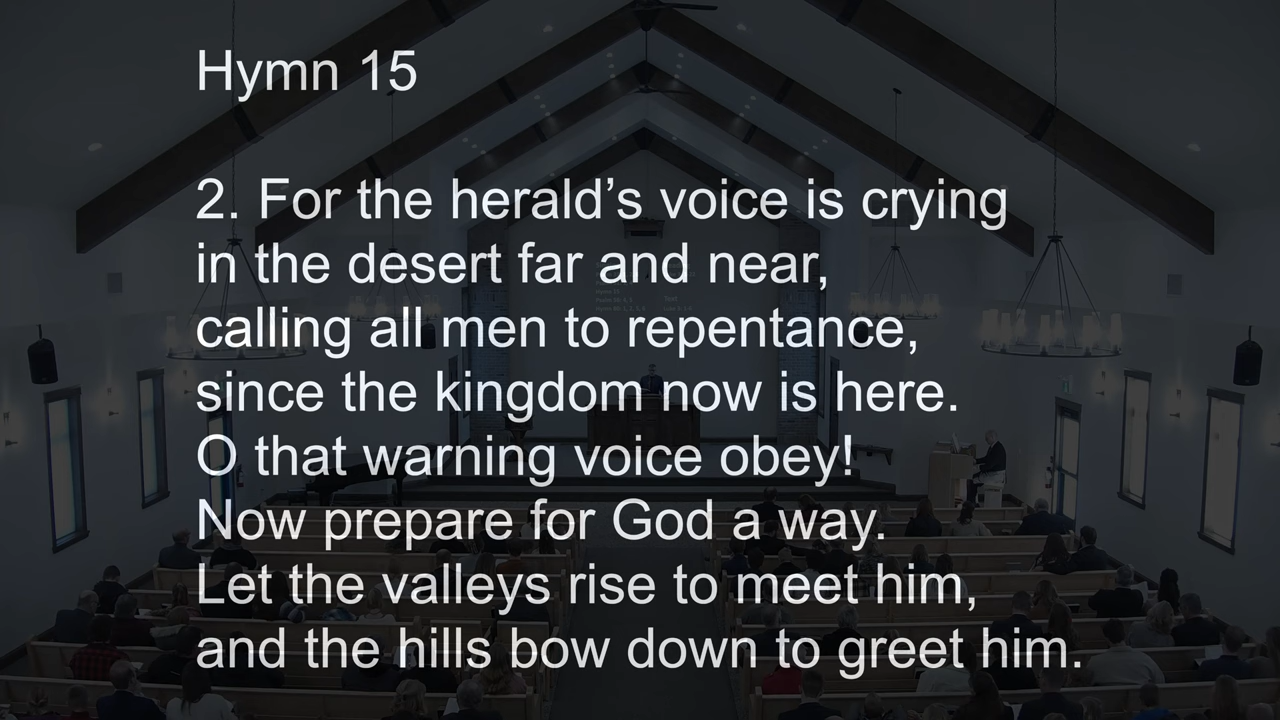 Hymn 15
2. For the herald’s voice is crying
in the desert far and near,
calling all men to repentance,
since the kingdom now is here.
O that warning voice obey!
Now prepare for God a way.
Let the valleys rise to meet him,
and the hills bow down to greet him.